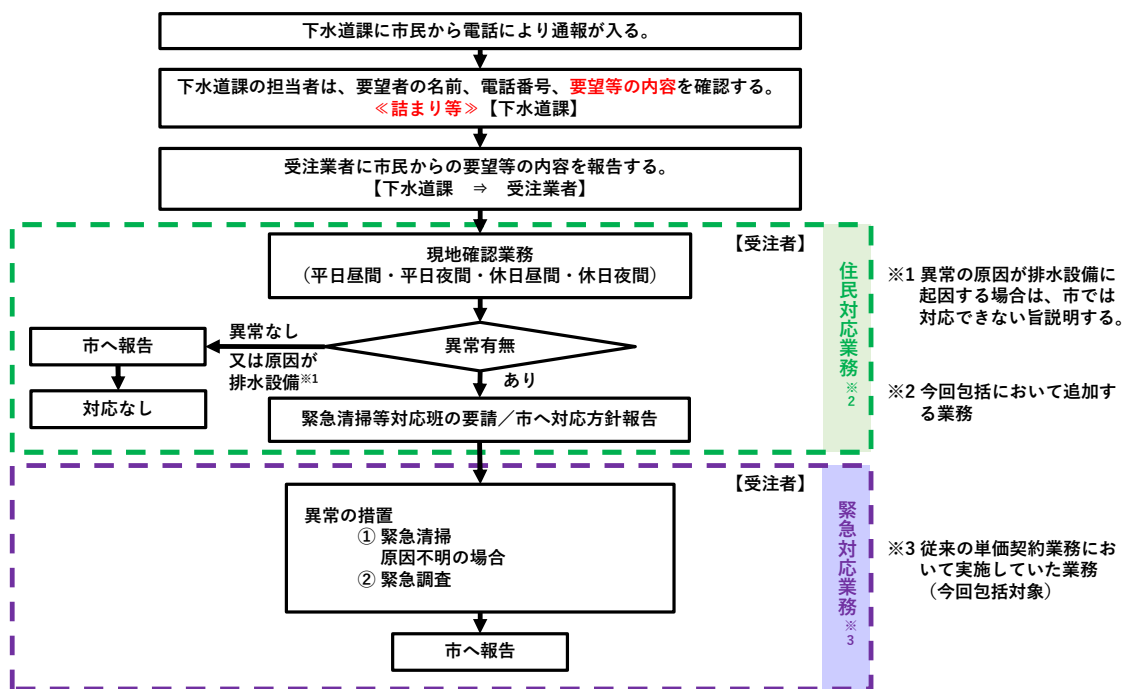 下水道課に市民から電話により通報が入る。
下水道課の担当者は、要望者の名前、電話番号、要望等の内容を確認する。
≪詰まり等≫【下水道課】
受注業者に市民からの要望等の内容を報告する。
【下水道課　⇒　受注業者】
【受注者】
現地確認業務
（平日昼間・平日夜間・休日昼間・休日夜間）
異常有無
異常なし
又は原因が
排水設備※1
市へ報告
対応なし
あり
緊急清掃等対応班の要請／市へ対応方針報告
住民対応業務※2
※1 異常の原因が排水設備に
起因する場合は、市では
対応できない旨説明する。
※2 今回包括において追加す
る業務
【受注者】
異常の措置
① 緊急清掃
原因不明の場合
② 緊急調査
市へ報告
緊急対応業務※3
※3 従来の単価契約業務にお
いて実施していた業務
（今回包括対象）